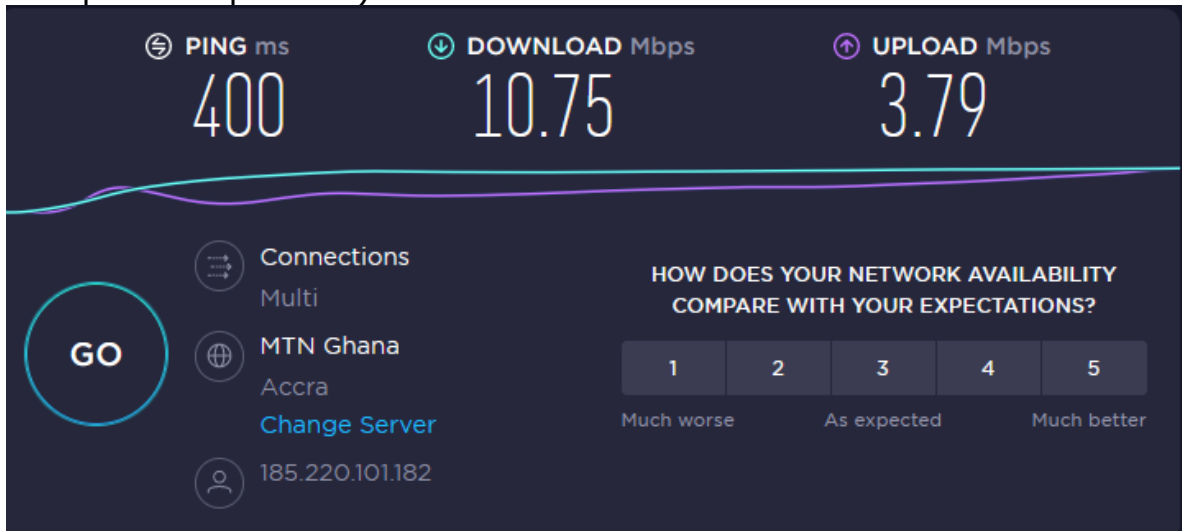 PING ms
DOWNLOAD Mbps
UPLOAD Mbps
400
10.75
3.79
GO
Connections
Multi
MTN Ghana
Accra
Change Server
185.220.101.182
HOW DOES YOUR NETWORK AVAILABILITY
COMPARE WITH YOUR EXPECTATIONS?
1 2 3 4 5
Much worse As expected Much better